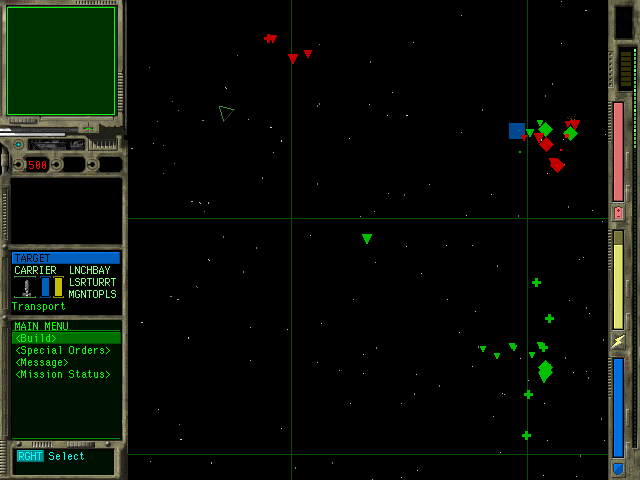 500
TARGET
CARRIER LNCHBAY
LSRTURRT
MGNTOPLS
Transport
MAIN MENU
<Build>
<Special Orders>
<Message>
<Mission Status>
RGHT Select